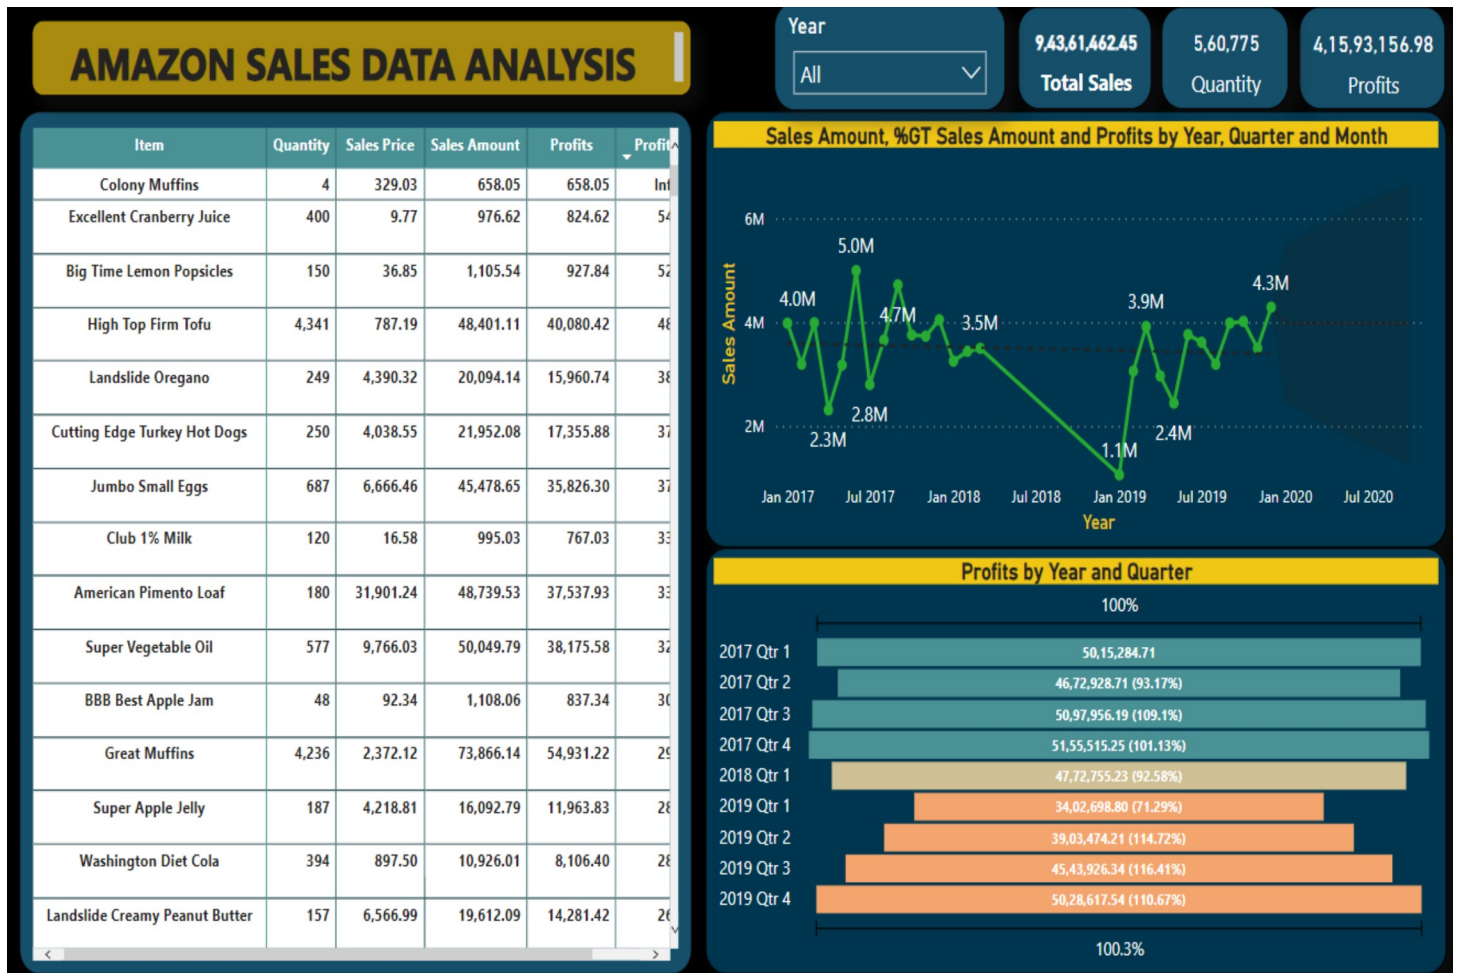 AMAZON SALES DATA ANALYSIS
Year
All
9,43,61,462.45
Total Sales
5,60,775
Quantity
4,15,93,156.98
Profits
Item Quantity Sales Price Sales Amount Profits Profit
Colony Muffins 4 329.03 658.05 658.05 Inf
Excellent Cranberry Juice 400 9.77 976.62 824.62 54
Big Time Lemon Popsicles 150 36.85 1,105.54 927.84 52
High Top Firm Tofu 4,341 787.19 48,401.11 40,080.42 48
Landslide Oregano 249 4,390.32 20,094.14 15,960.74 38
Cutting Edge Turkey Hot Dogs 250 4,038.55 21,952.08 17,355.88 37
Jumbo Small Eggs 687 6,666.46 45,478.65 35,826.30 37
Club 1% Milk 120 16.58 995.03 767.03 33
American Pimento Loaf 180 31,901.24 48,739.53 37,537.93 33
Super Vegetable Oil 577 9,766.03 50,049.79 38,175.58 32
BBB Best Apple Jam 48 92.34 1,108.06 837.34 30
Great Muffins 4,236 2,372.12 73,866.14 54,931.22 29
Super Apple Jelly 187 4,218.81 16,092.79 11,963.83 28
Washington Diet Cola 394 897.50 10,926.01 8,106.40 28
Landslide Creamy Peanut Butter 157 6,566.99 19,612.09 14,281.42 26
Sales Amount, %GT Sales Amount and Profits by Year, Quarter and Month
Sales Amount
6M
4M
2M
4.0M
2.3M
5.0M
2.8M
4.7M
3.5M
1.1M
3.9M
2.4M
4.3M
Jan 2017 Jul 2017 Jan 2018 Jul 2018 Jan 2019 Jul 2019 Jan 2020 Jul 2020
Year
Profits by Year and Quarter
100%
2017 Qtr 1 50,15,284.71
2017 Qtr 2 46,72,928.71 (93.17%)
2017 Qtr 3 50,97,956.19 (109.1%)
2017 Qtr 4 51,55,515.25 (101.13%)
2018 Qtr 1 47,72,755.23 (92.58%)
2019 Qtr 1 34,02,698.80 (71.29%)
2019 Qtr 2 39,03,474.21 (114.72%)
2019 Qtr 3 45,43,926.34 (116.41%)
2019 Qtr 4 50,28,617.54 (110.67%)
100.3%